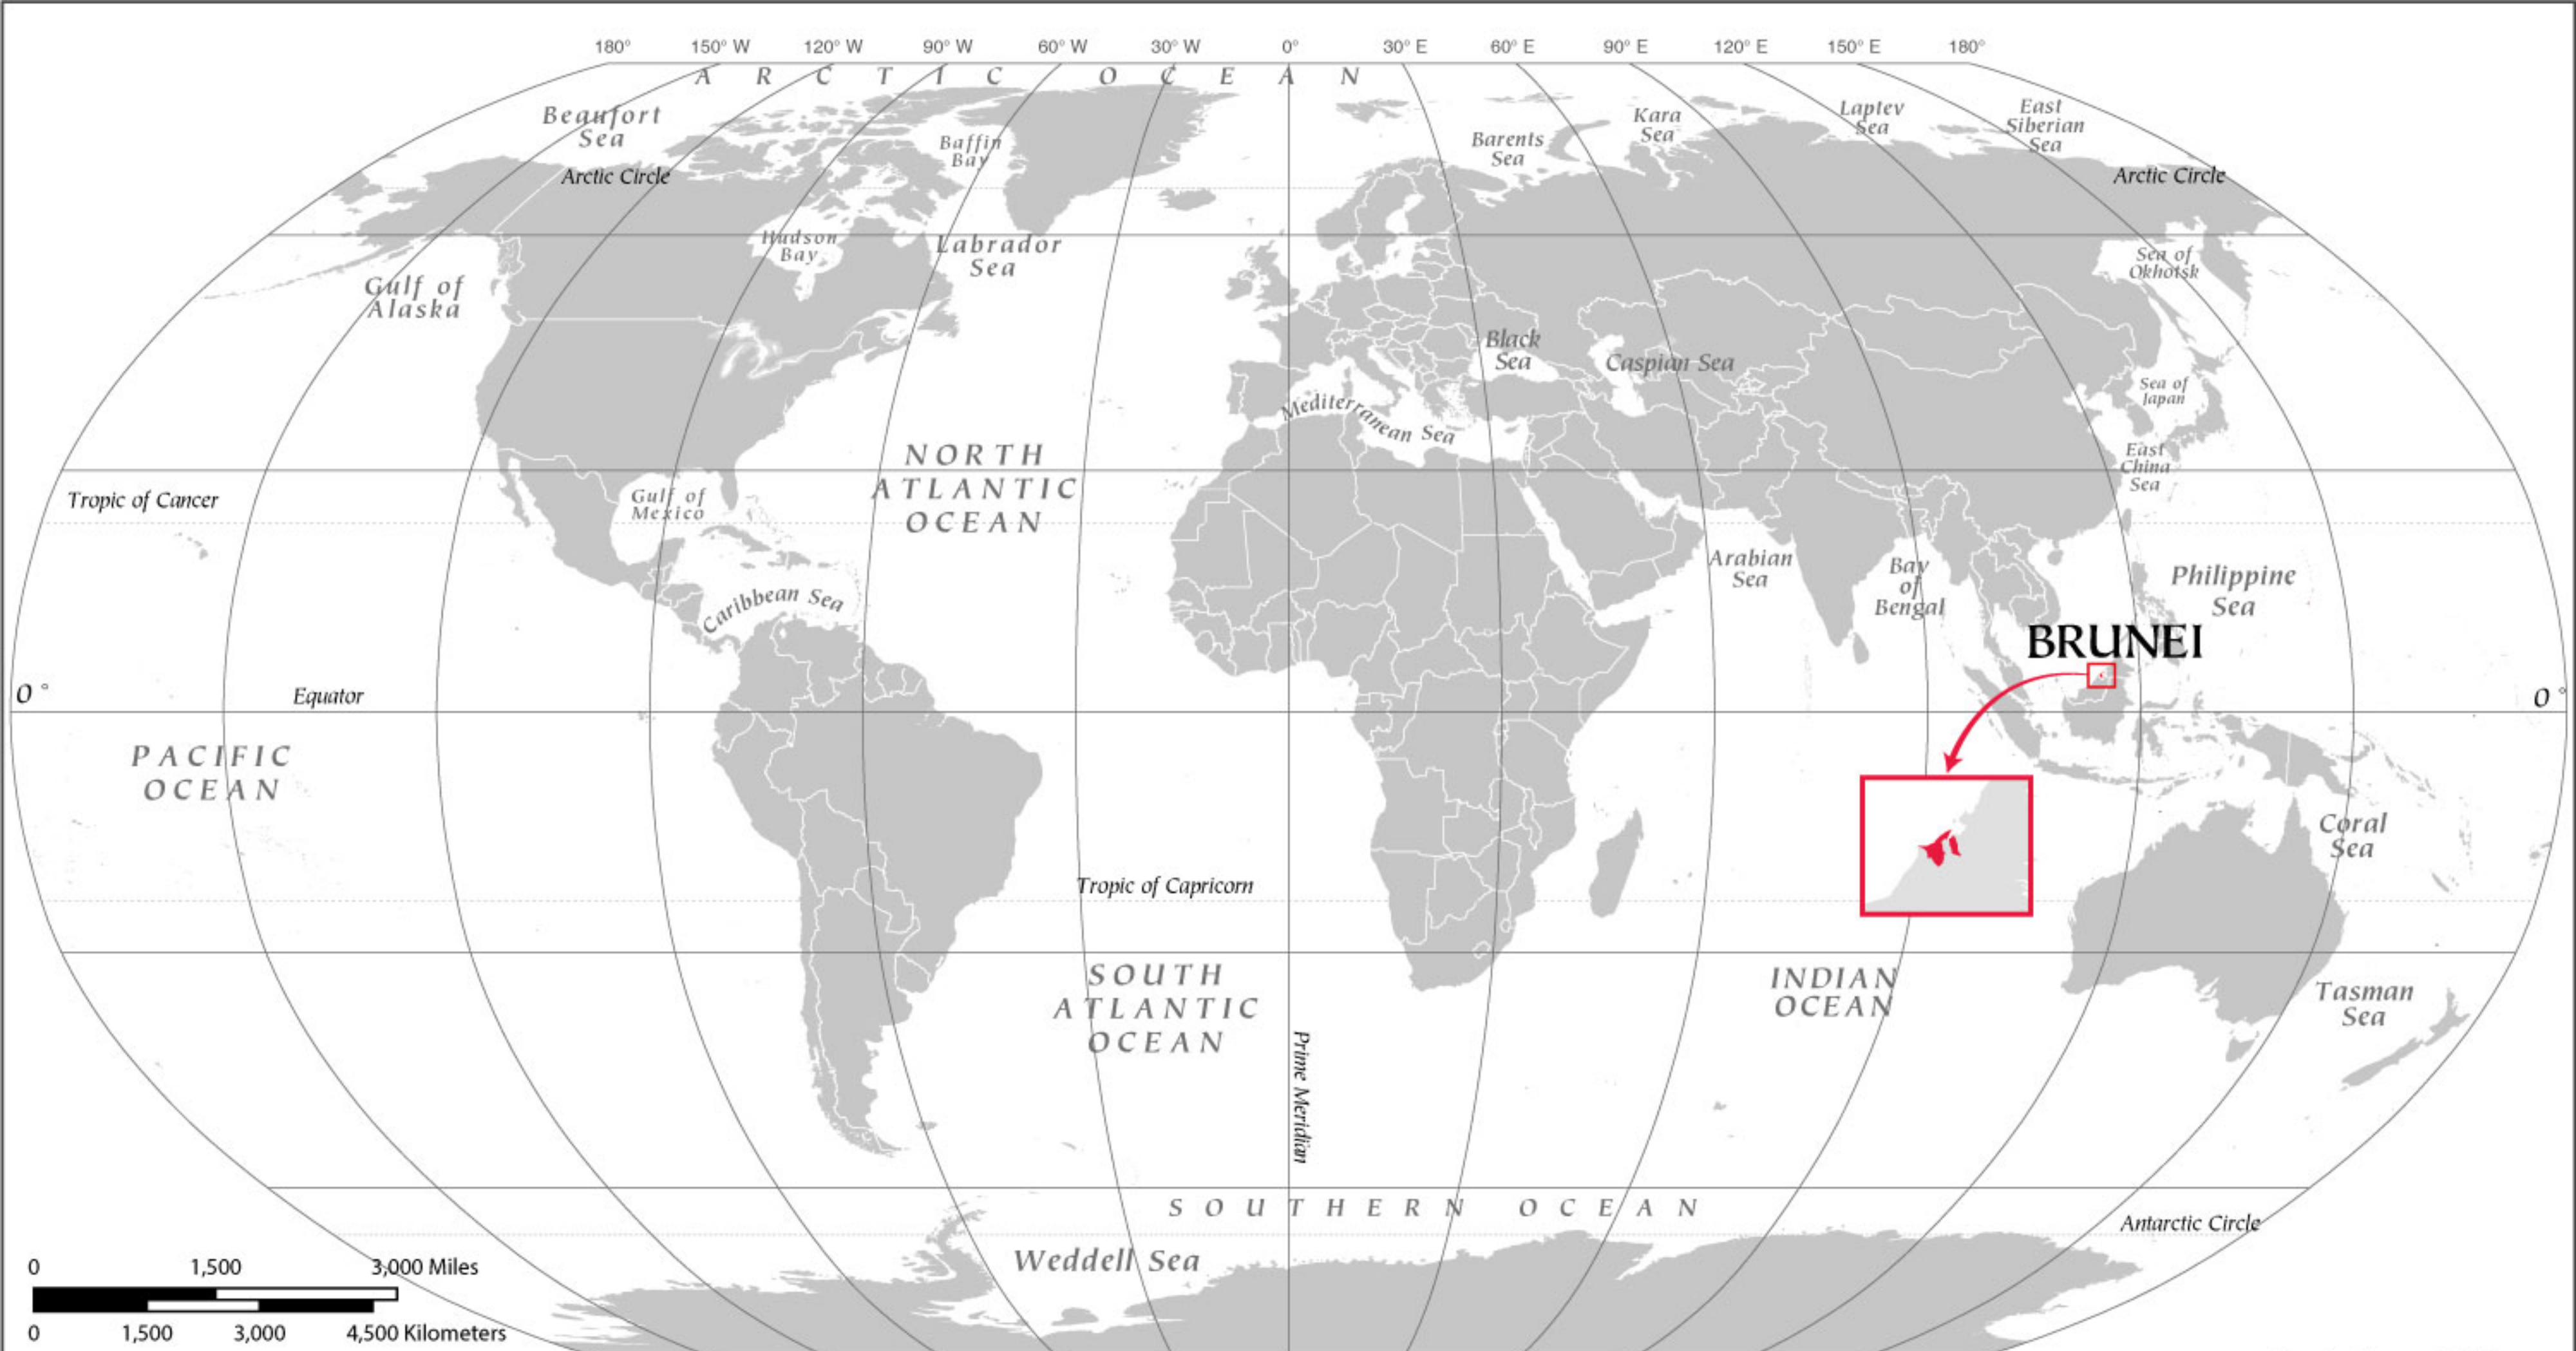 180° 150° W 120° W 90° W 60° W 30° W 0° 30° E 60° E 90° E 120° E 150° E 180°
ARCTIC OCEAN
Beaufort
Sea
Baffin
Bay
Barents
Sea
Kara
Sea
Laptev
Sea
East
Siberian
Sea
Arctic Circle
Arctic Circle
Hudson
Bay
Labrador
Sea
Gulf of
Alaska
Sea of
Okhotsk
Black
Sea
Caspian Sea
Sea of
Japan
Mediterranean Sea
East
China
Sea
NORTH
ATLANTIC
OCEAN
Tropic of Cancer
Gulf of
Mexico
Caribbean Sea
Arabian
Sea
Bay
of
Bengal
Philippine
Sea
BRUNEI
0°
Equator
0°
PACIFIC
OCEAN
Coral
Sea
Tropic of Capricorn
SOUTH
ATLANTIC
OCEAN
INDIAN
OCEAN
Tasman
Sea
Prime Meridian
SOUTHERN OCEAN
Antarctic Circle
Weddell Sea
0 1,500 3,000 Miles
0 1,500 3,000 4,500 Kilometers